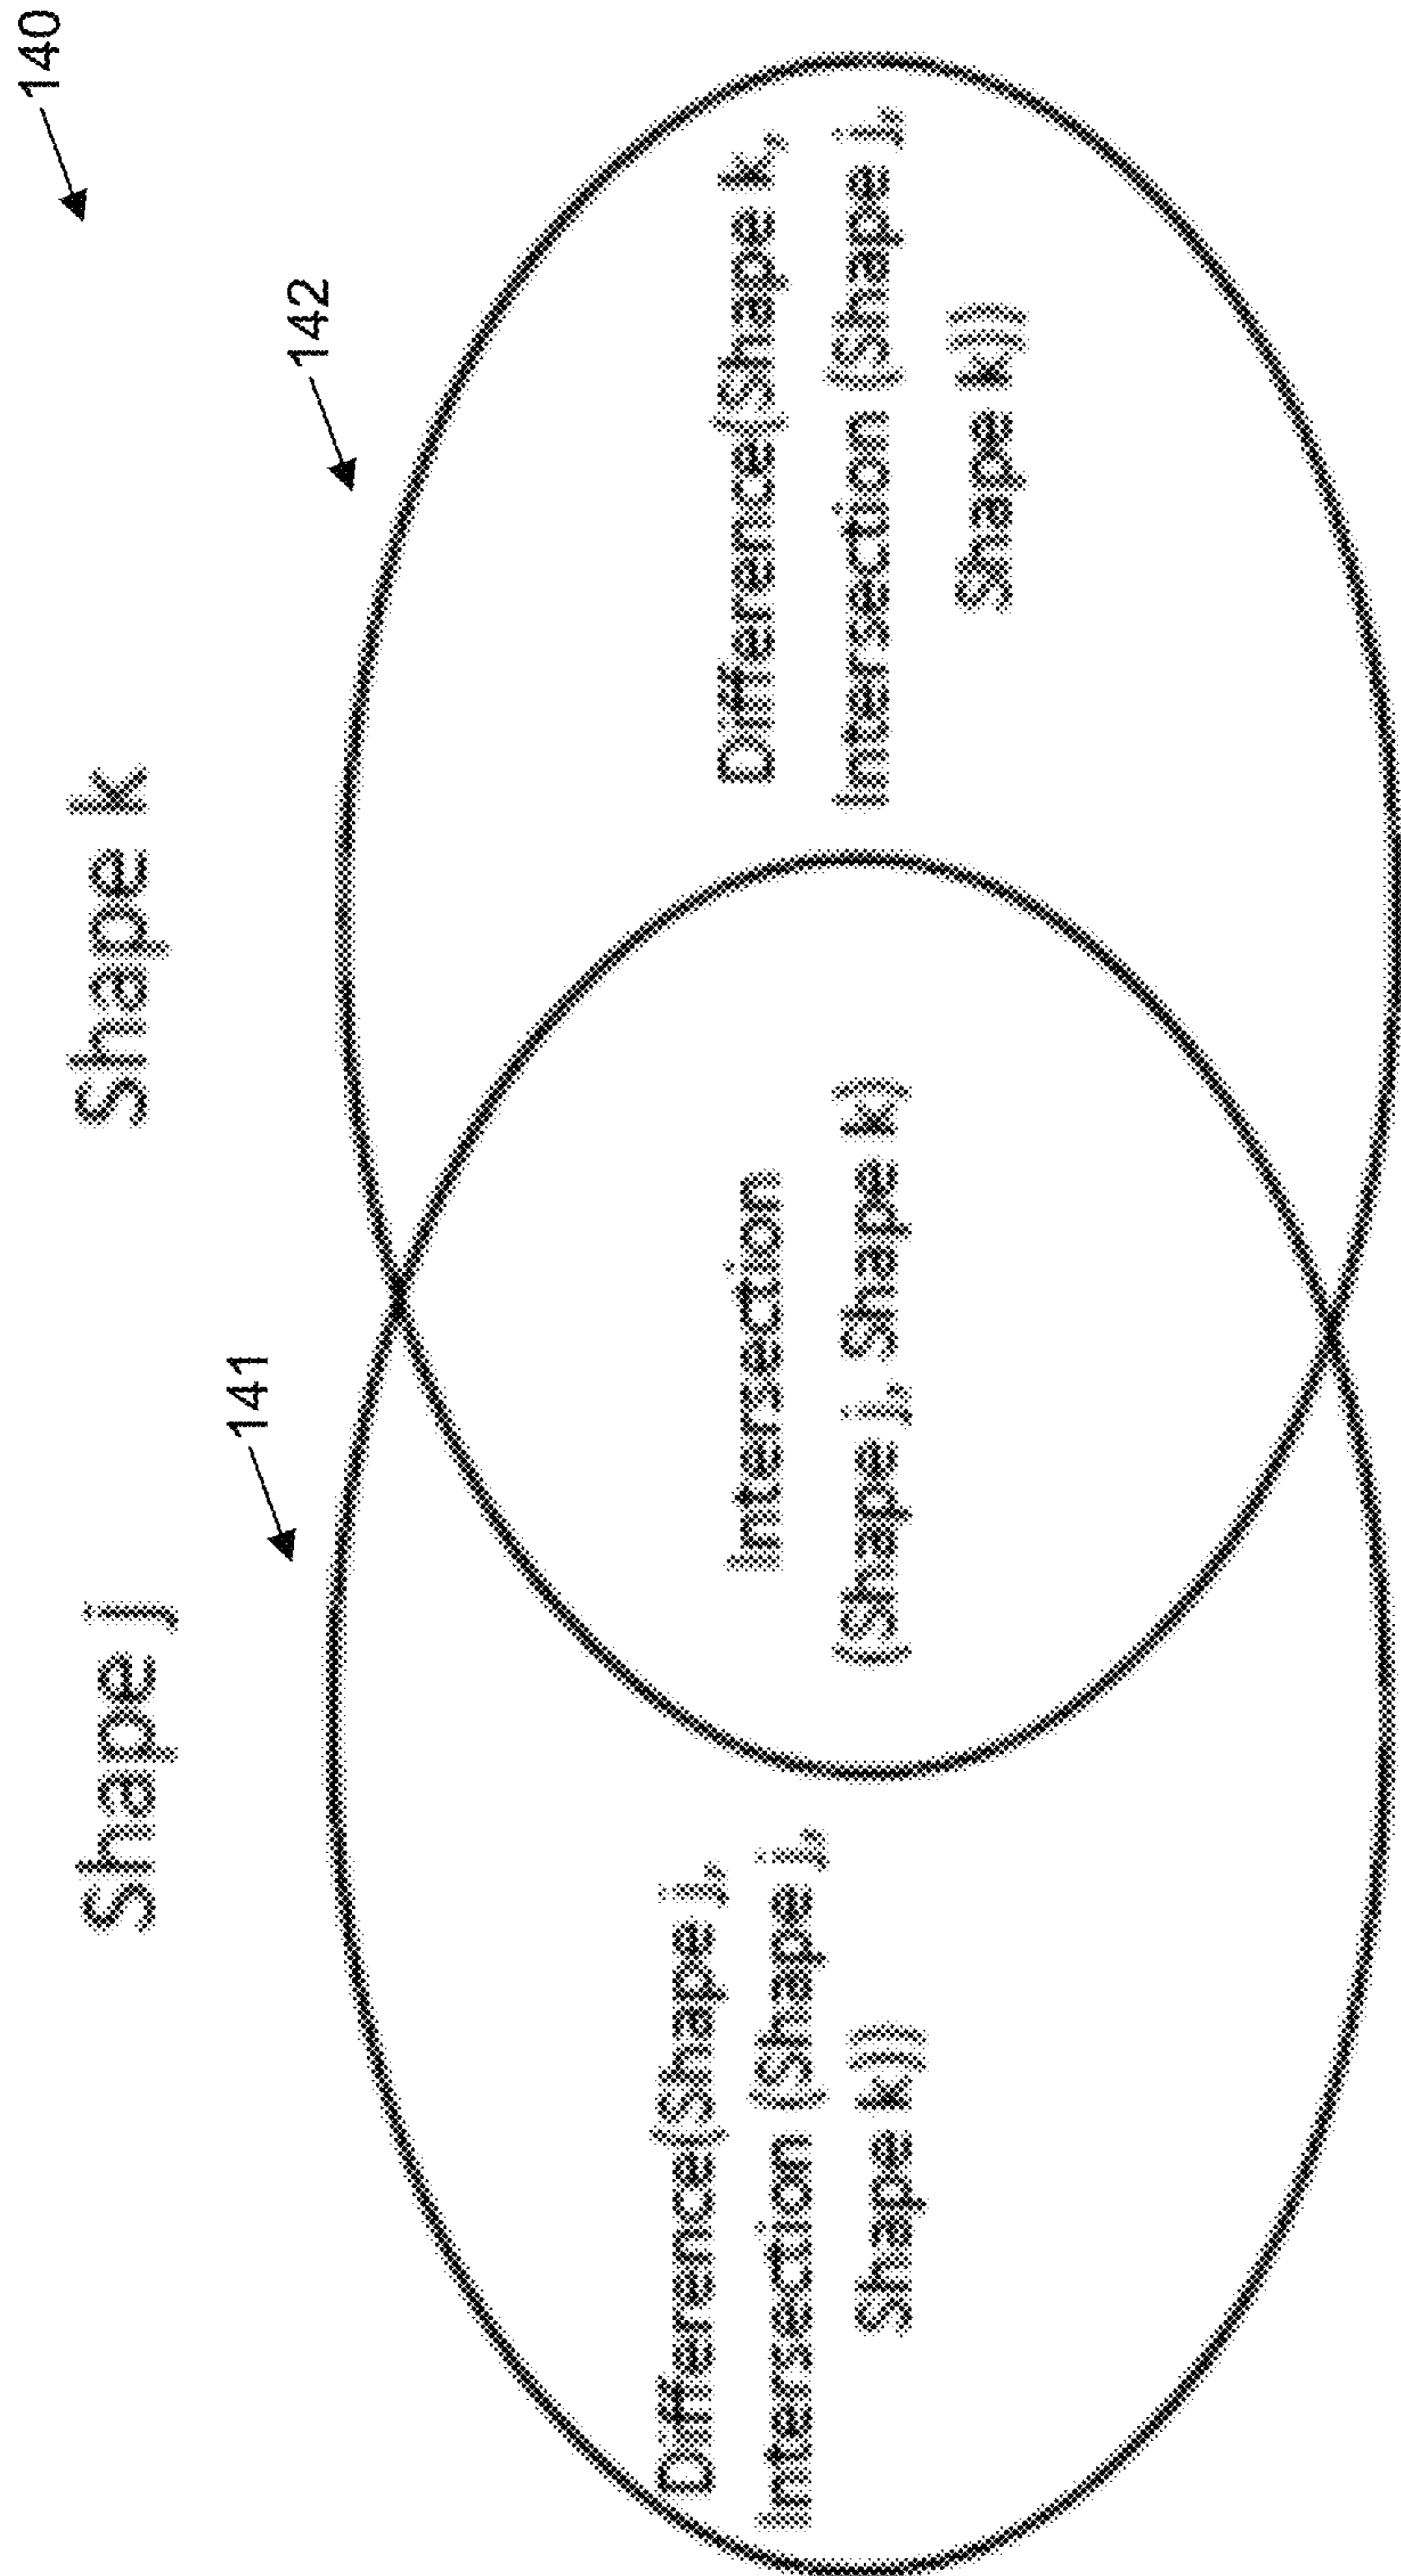 140
Shape j
Shape k
141
142
Difference(Shape j,
Intersection (Shape j,
Shape k))
Intersection
(Shape j, Shape k)
Difference(Shape k,
Intersection (Shape j,
Shape k))